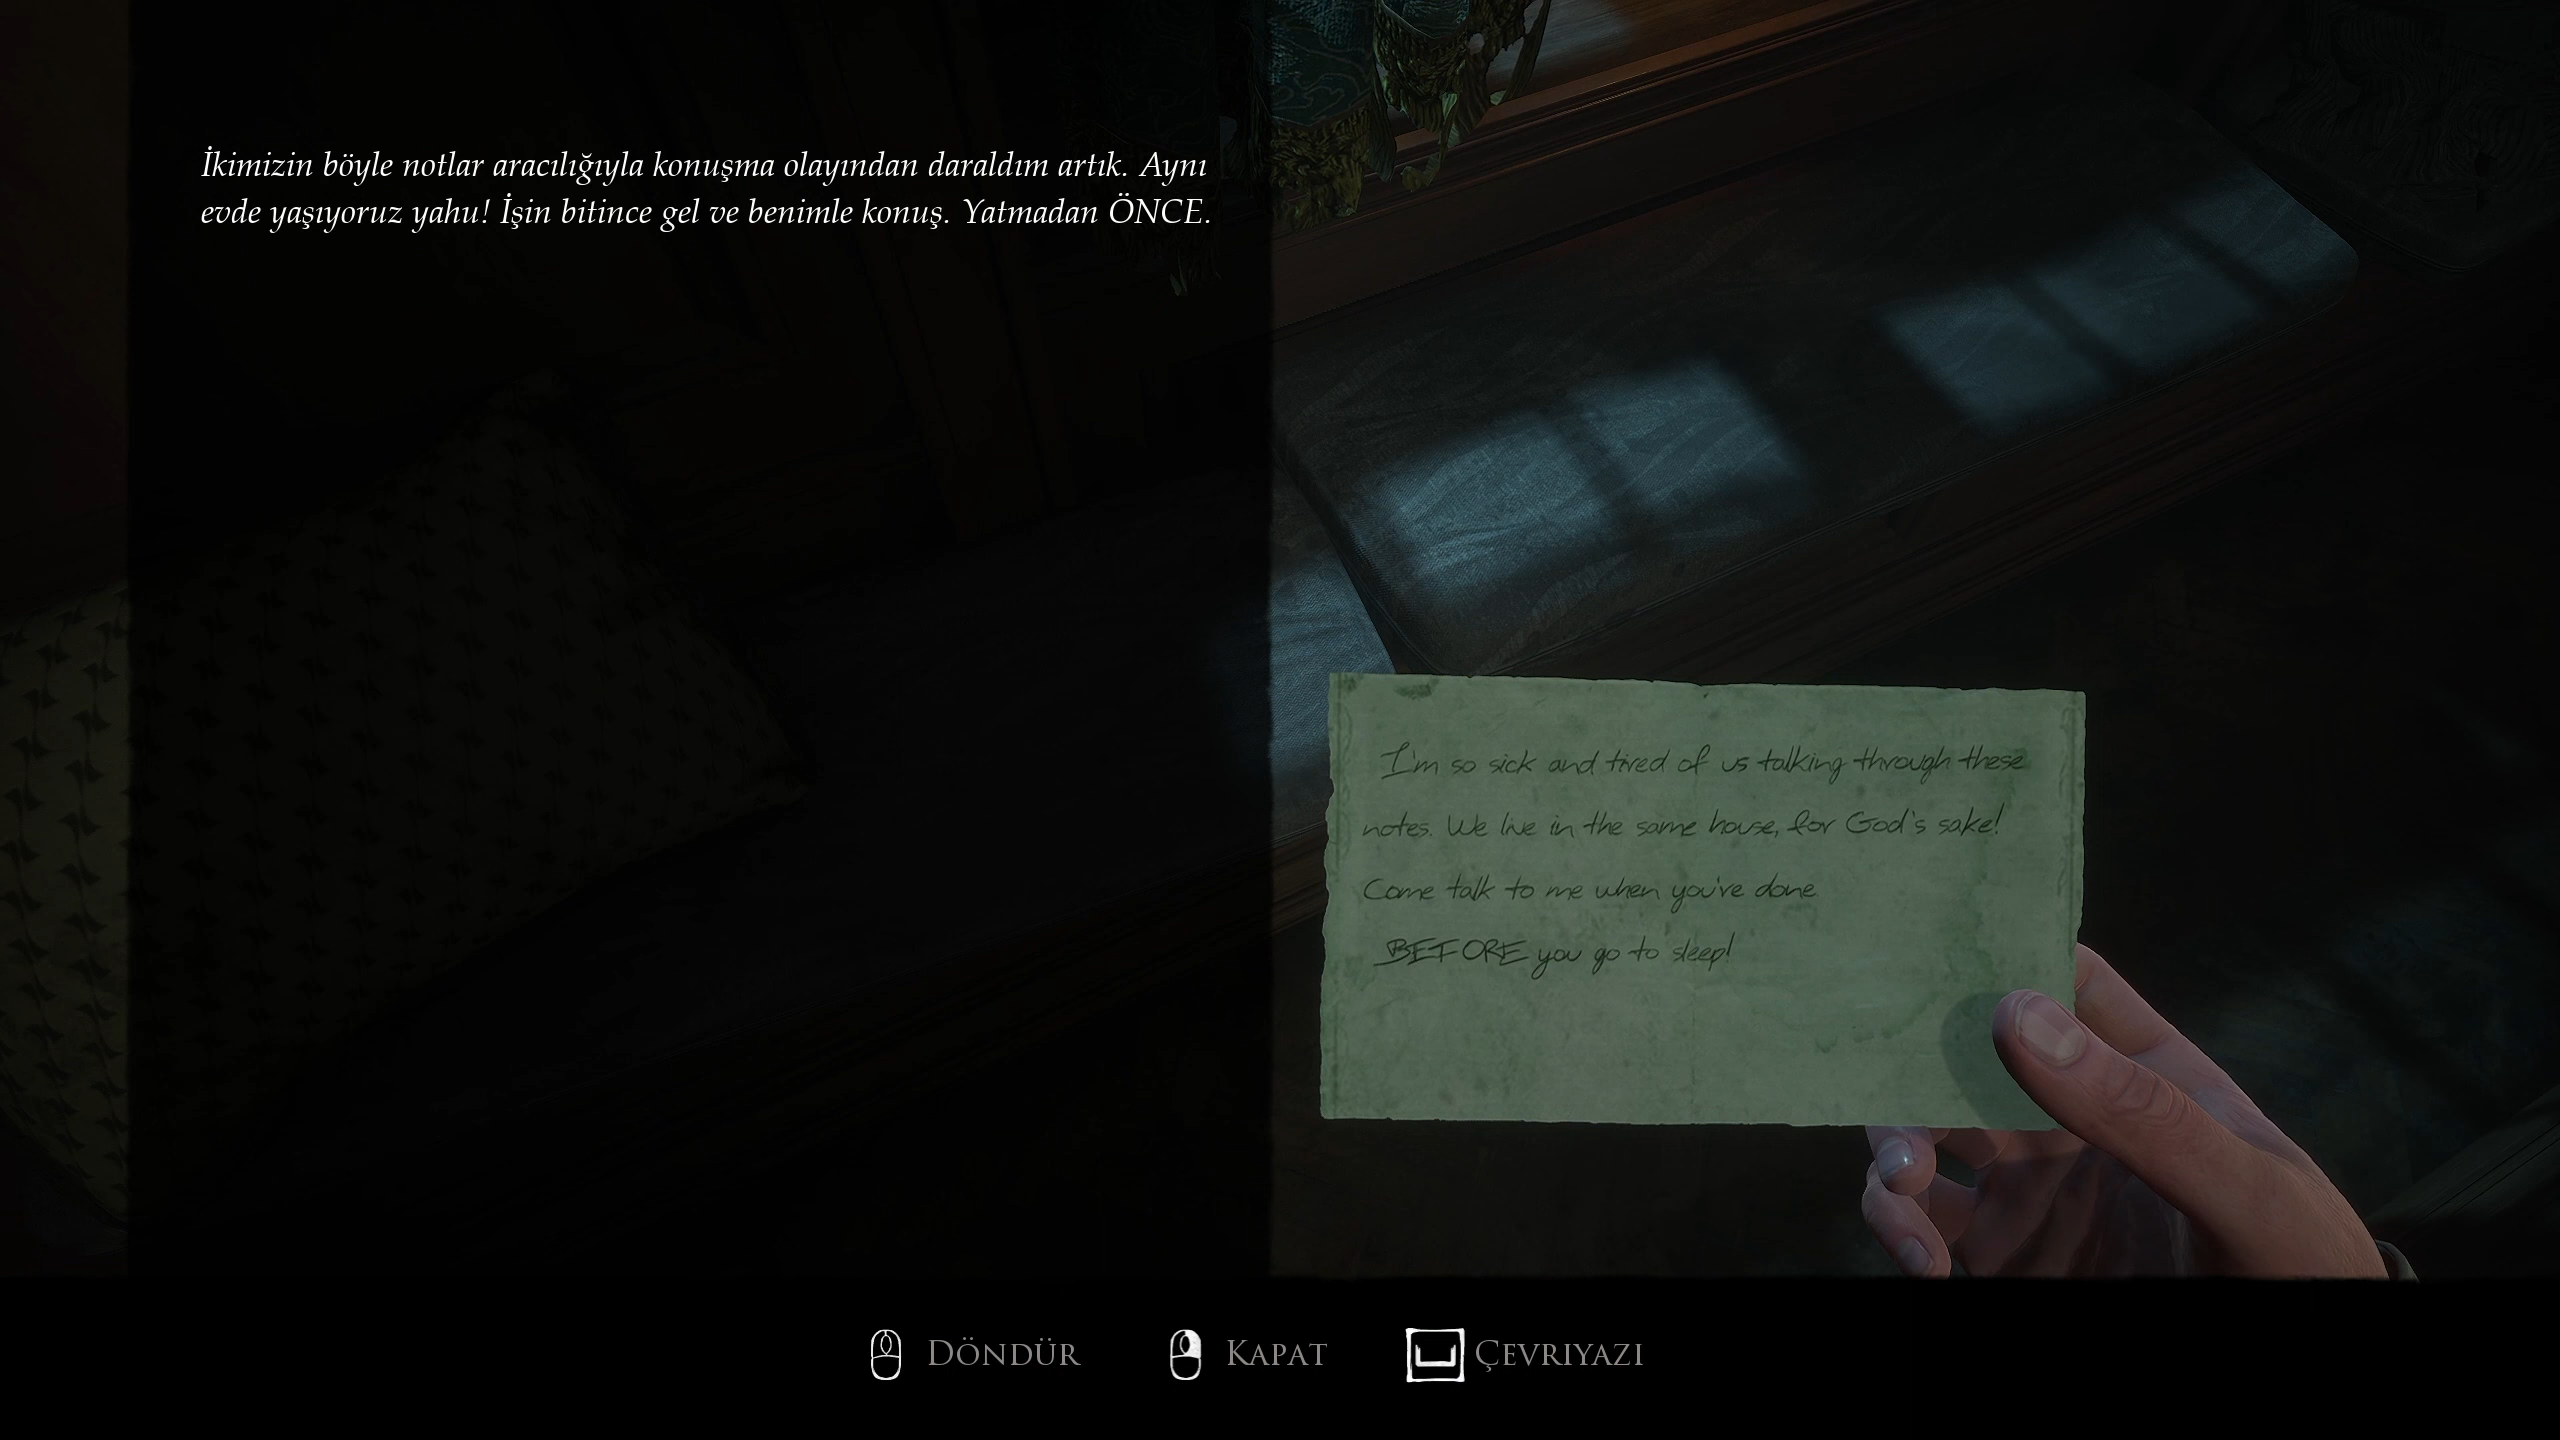 İkimizin böyle notlar aracılığıyla konuşma olayından daraldım artık. Aynı
evde yaşıyoruz yahu! İşin bitince gel ve benimle konuş. Yatmadan ÖNCE.
I'm so sick and tired of us talking through these
notes. We live in the same house, for God's sake!
Come talk to me when you're done
BEFORE you go to sleep!
DÖNDÜR KAPAT ÇEVRIYAZI